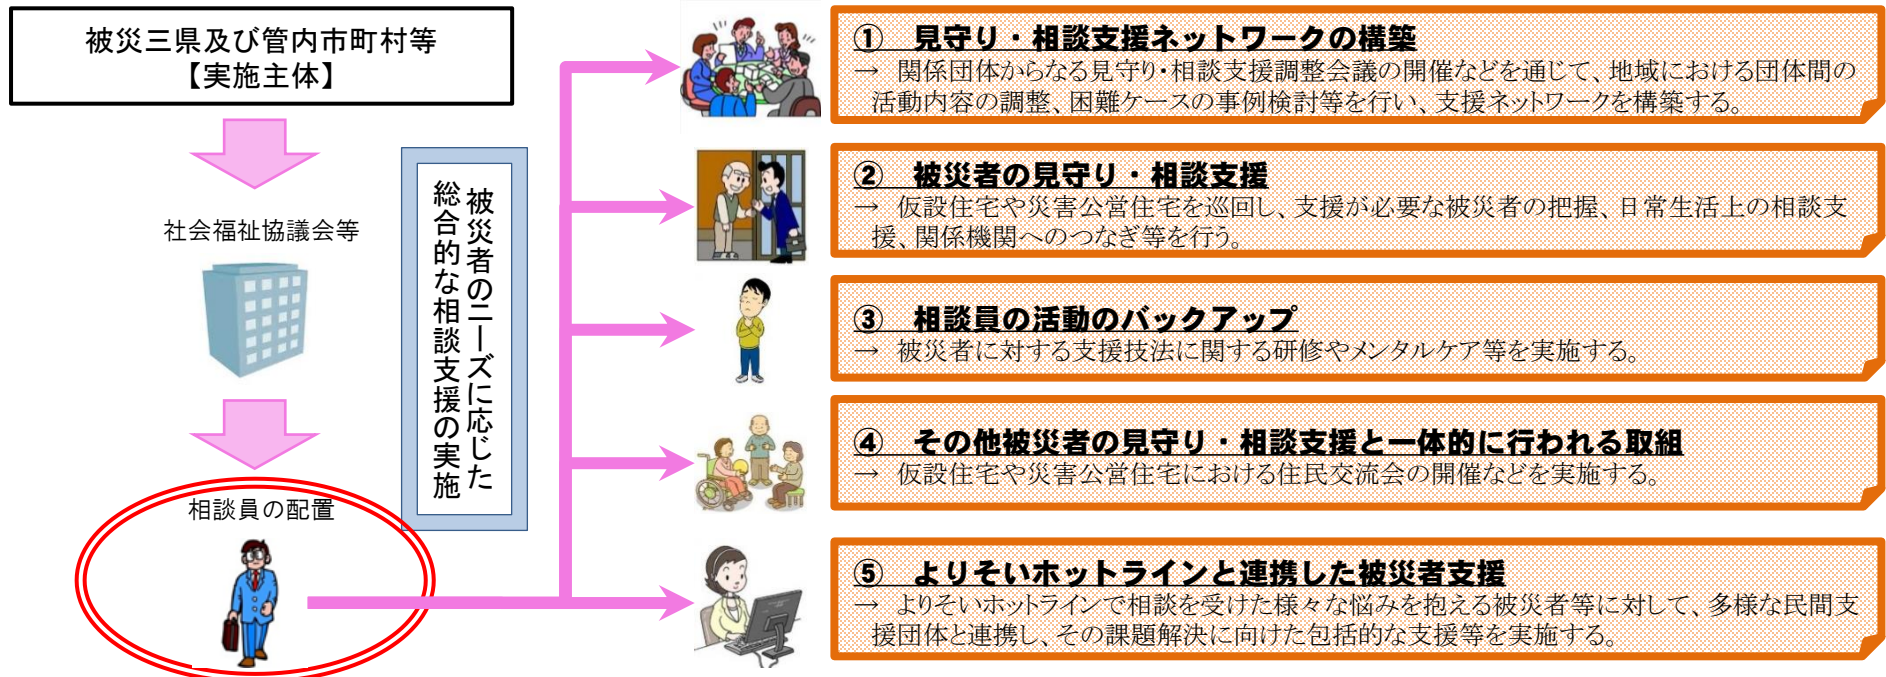 被災三県及び管内市町村等
【実施主体】
社会福祉協議会等
相談員の配置
被災者のニーズに応じた
総合的な相談支援の実施
① 見守り・相談支援ネットワークの構築
→ 関係団体からなる見守り・相談支援調整会議の開催などを通じて、地域における団体間の
活動内容の調整、困難ケースの事例検討等を行い、支援ネットワークを構築する。
② 被災者の見守り・相談支援
→ 仮設住宅や災害公営住宅を巡回し、支援が必要な被災者の把握、日常生活上の相談支
援、関係機関へのつなぎ等を行う。
③ 相談員の活動のバックアップ
→ 被災者に対する支援技法に関する研修やメンタルケア等を実施する。
④ その他被災者の見守り・相談支援と一体的に行われる取組
→ 仮設住宅や災害公営住宅における住民交流会の開催などを実施する。
⑤ よりそいホットラインと連携した被災者支援
→ よりそいホットラインで相談を受けた様々な悩みを抱える被災者等に対して、多様な民間支
援団体と連携し、その課題解決に向けた包括的な支援等を実施する。